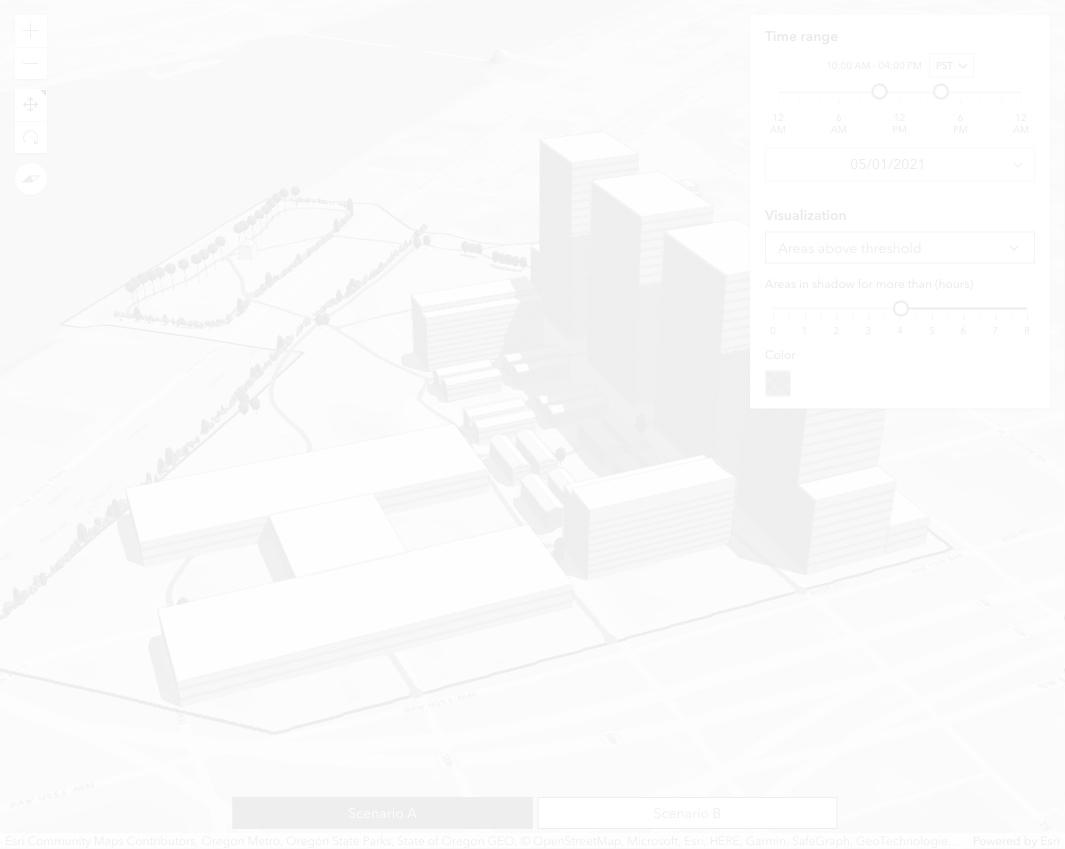 Time range
10:00 AM - 04:00 PM PST
12 AM 6 AM 12 PM 6 PM 12 AM
05/01/2021
Visualization
Areas above threshold
Areas in shadow for more than (hours)
0 1 2 3 4 5 6 7 8
Color
Scenario A
Scenario B
Esri Community Maps Contributors, Oregon Metro, Oregon State Parks, State of Oregon GEO, © OpenStreetMap, Microsoft, Esri, HERE, Garmin, SafeGraph, GeoTechnologie...
Powered by Esri